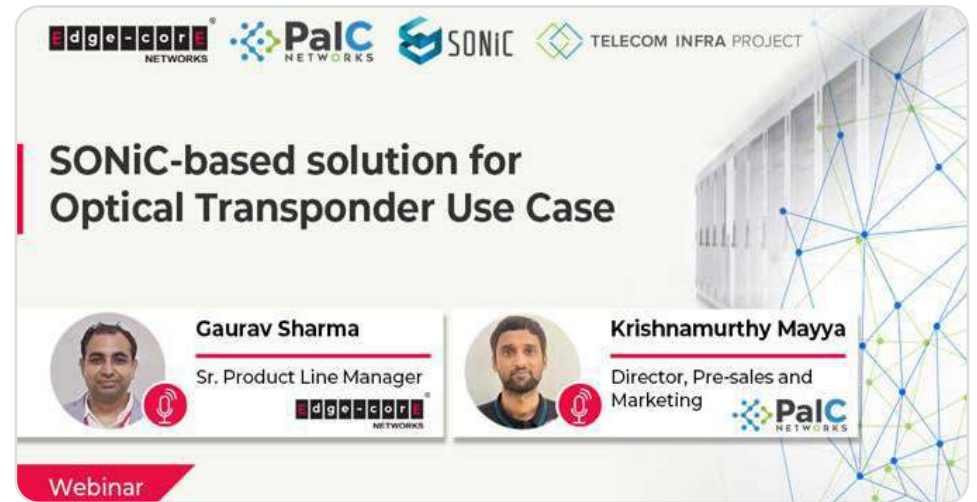 Edge-corE
NETWORKS
PalC
NETWORKS
SONiC
TELECOM INFRA PROJECT
SONiC-based solution for
Optical Transponder Use Case
Gaurav Sharma
Sr. Product Line Manager
Edge-corE
NETWORKS
Krishnamurthy Mayya
Director, Pre-sales and
Marketing
PalC
NETWORKS
Webinar